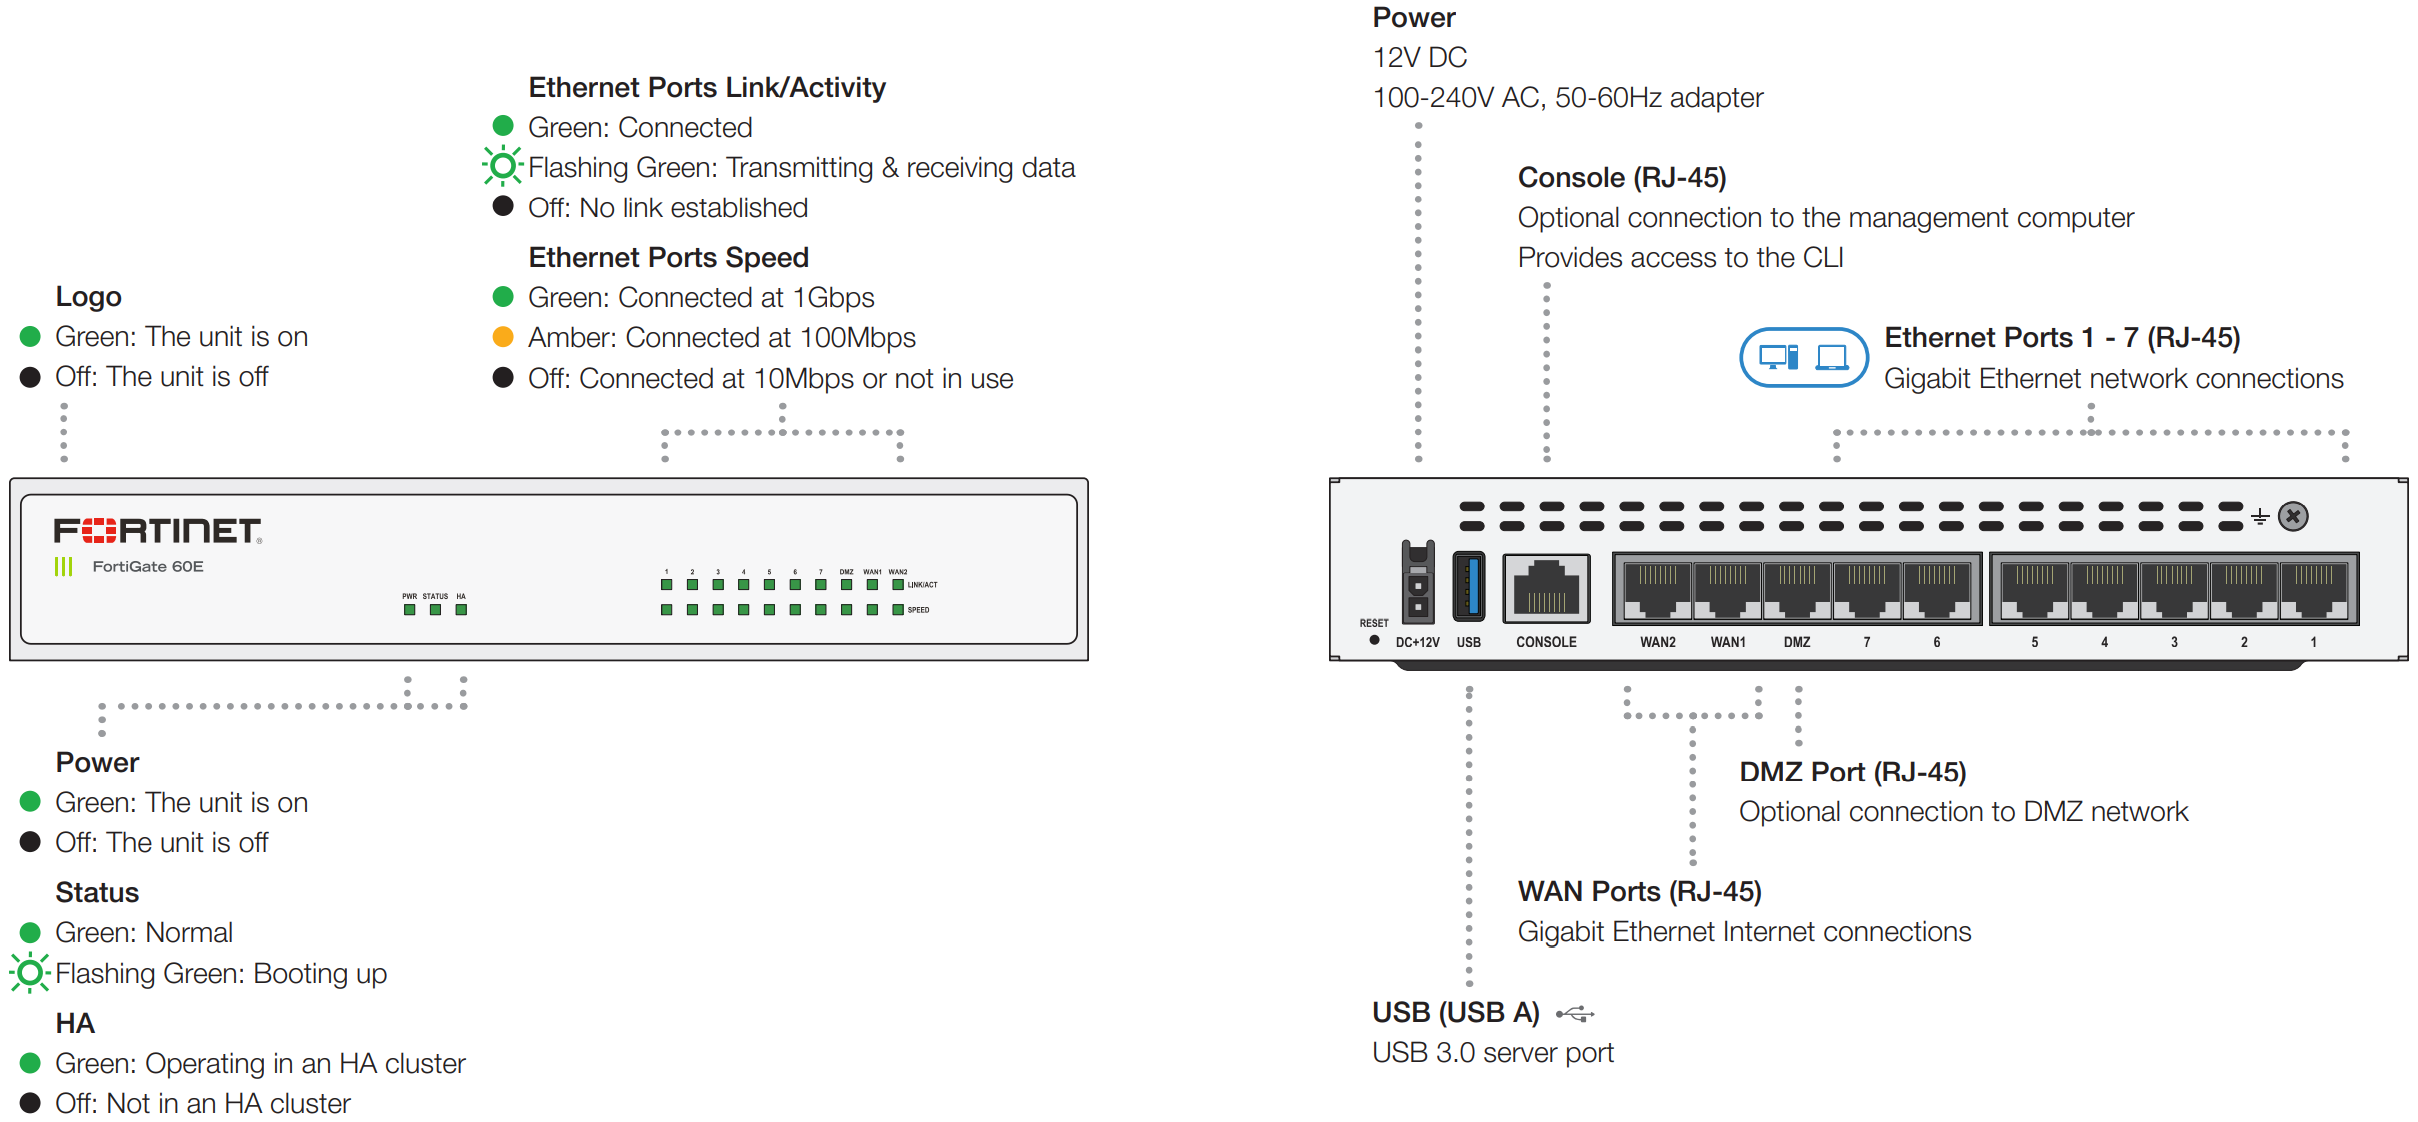 Ethernet Ports Link/Activity
Green: Connected
Flashing Green: Transmitting & receiving data
Off: No link established
Ethernet Ports Speed
Green: Connected at 1Gbps
Amber: Connected at 100Mbps
Off: Connected at 10Mbps or not in use
Logo
Green: The unit is on
Off: The unit is off
FORTINET®
FortiGate 60E
PWR STATUS HA
1 2 3 4 5 6 7 DMZ WAN1 WAN2
LINK/ACT
SPEED
Power
Green: The unit is on
Off: The unit is off
Status
Green: Normal
Flashing Green: Booting up
HA
Green: Operating in an HA cluster
Off: Not in an HA cluster
Power
12V DC
100-240V AC, 50-60Hz adapter
Console (RJ-45)
Optional connection to the management computer
Provides access to the CLI
Ethernet Ports 1 - 7 (RJ-45)
Gigabit Ethernet network connections
RESET
DC+12V USB CONSOLE WAN2 WAN1 DMZ 7 6 5 4 3 2 1
DMZ Port (RJ-45)
Optional connection to DMZ network
WAN Ports (RJ-45)
Gigabit Ethernet Internet connections
USB (USB A)
USB 3.0 server port